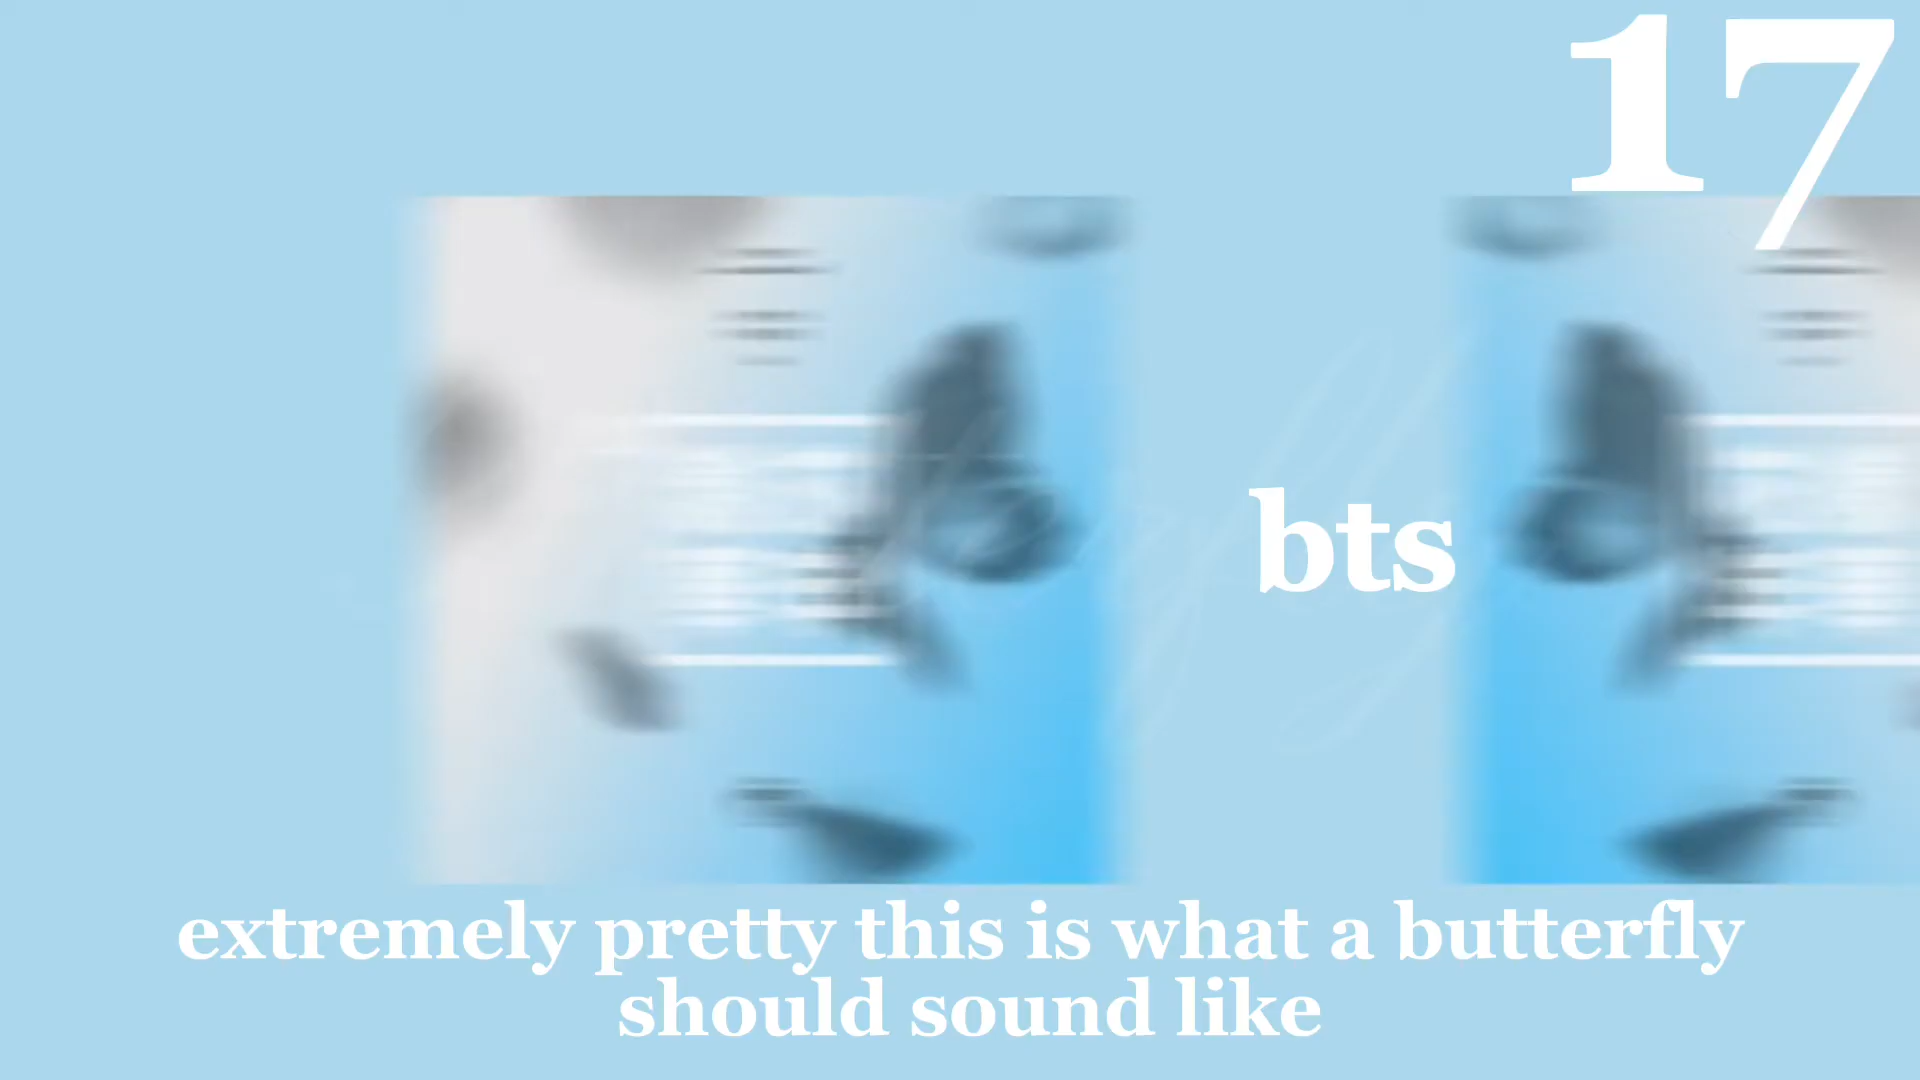 17
bts
extremely pretty this is what a butterfly
should sound like